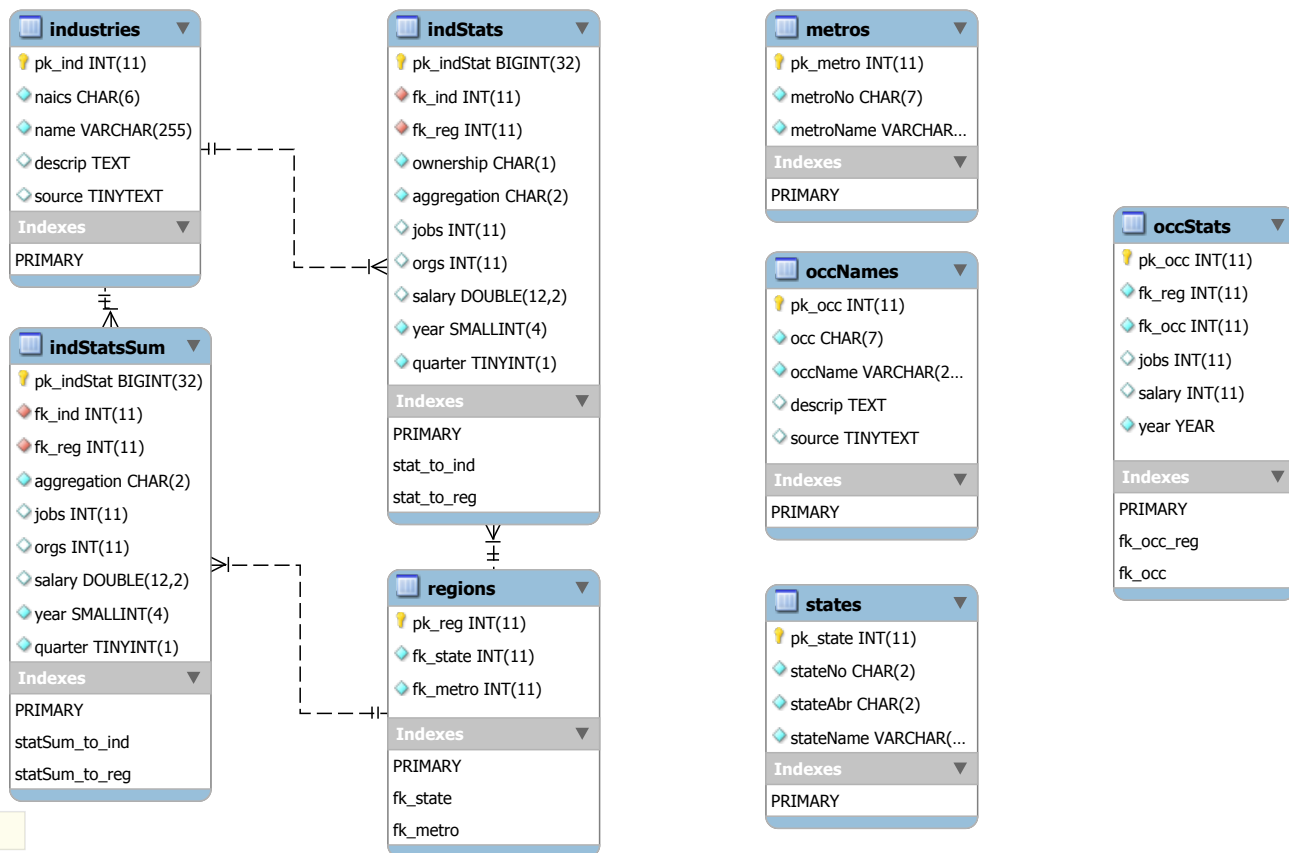 industries
pk_ind INT(11)
naics CHAR(6)
name VARCHAR(255)
descrip TEXT
source TINYTEXT
Indexes
PRIMARY
indStatsSum
pk_indStat BIGINT(32)
fk_ind INT(11)
fk_reg INT(11)
aggregation CHAR(2)
jobs INT(11)
orgs INT(11)
salary DOUBLE(12,2)
year SMALLINT(4)
quarter TINYINT(1)
Indexes
PRIMARY
statSum_to_ind
statSum_to_reg
indStats
pk_indStat BIGINT(32)
fk_ind INT(11)
fk_reg INT(11)
ownership CHAR(1)
aggregation CHAR(2)
jobs INT(11)
orgs INT(11)
salary DOUBLE(12,2)
year SMALLINT(4)
quarter TINYINT(1)
Indexes
PRIMARY
stat_to_ind
stat_to_reg
regions
pk_reg INT(11)
fk_state INT(11)
fk_metro INT(11)
Indexes
PRIMARY
fk_state
fk_metro
metros
pk_metro INT(11)
metroNo CHAR(7)
metroName VARCHAR...
Indexes
PRIMARY
occNames
pk_occ INT(11)
occ CHAR(7)
occName VARCHAR(2...
descrip TEXT
source TINYTEXT
Indexes
PRIMARY
states
pk_state INT(11)
stateNo CHAR(2)
stateAbr CHAR(2)
stateName VARCHAR(...
Indexes
PRIMARY
occStats
pk_occ INT(11)
fk_reg INT(11)
fk_occ INT(11)
jobs INT(11)
salary INT(11)
year YEAR
Indexes
PRIMARY
fk_occ_reg
fk_occ